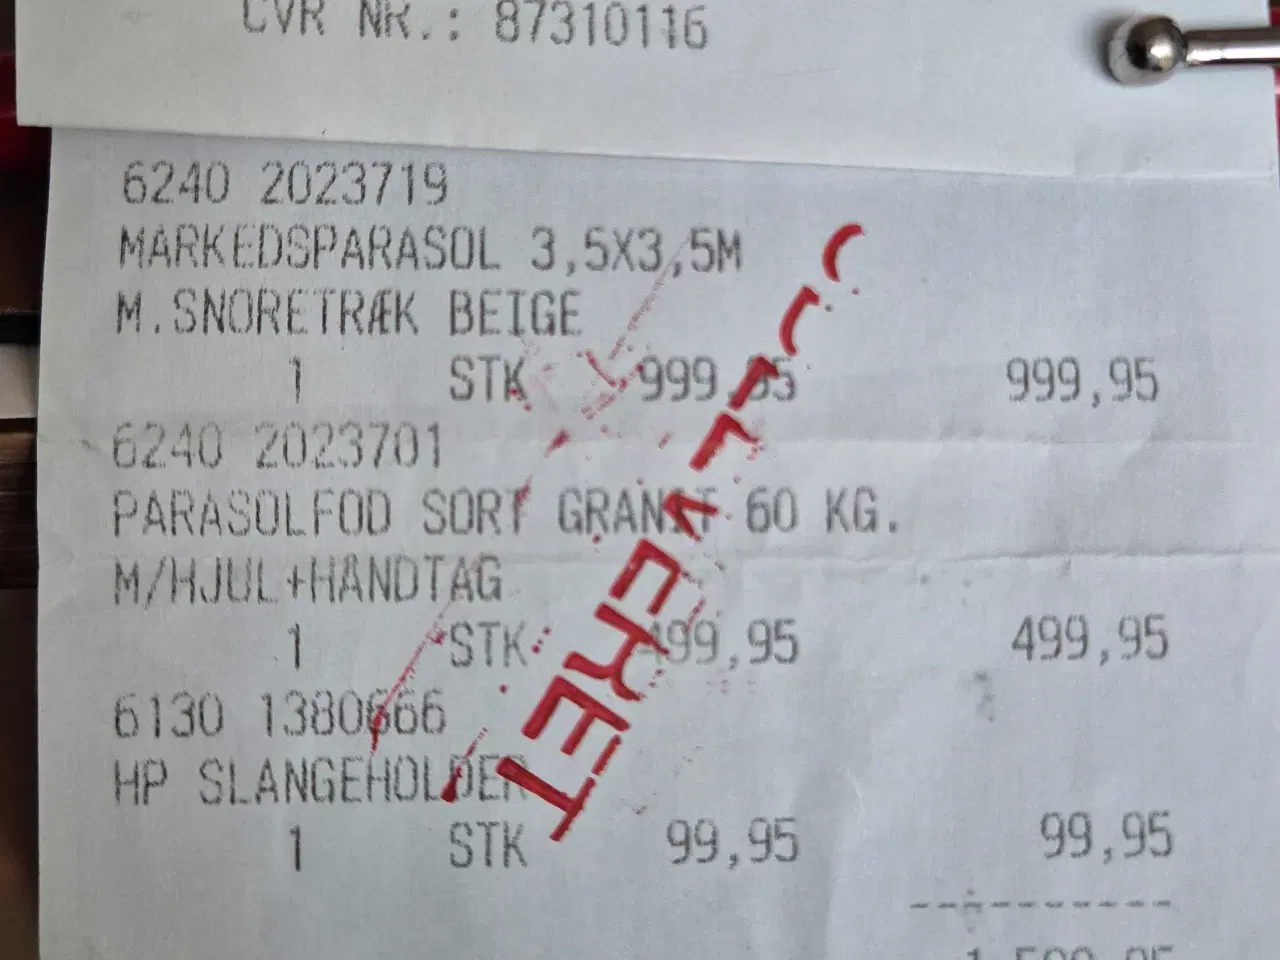 CVR NR.: 87310116
6240 2023719
MARKEDSPARASOL 3,5X3,5M
M.SNORETRÆK BEIGE
1 STK 999,95 999,95
6240 2023701
PARASOLFOD SORT GRANIT 60 KG.
M/HJUL+HÅNDTAG
1 STK 499,95 499,95
6130 1380666
HP SLANGEHOLDER
1 STK 99,95 99,95